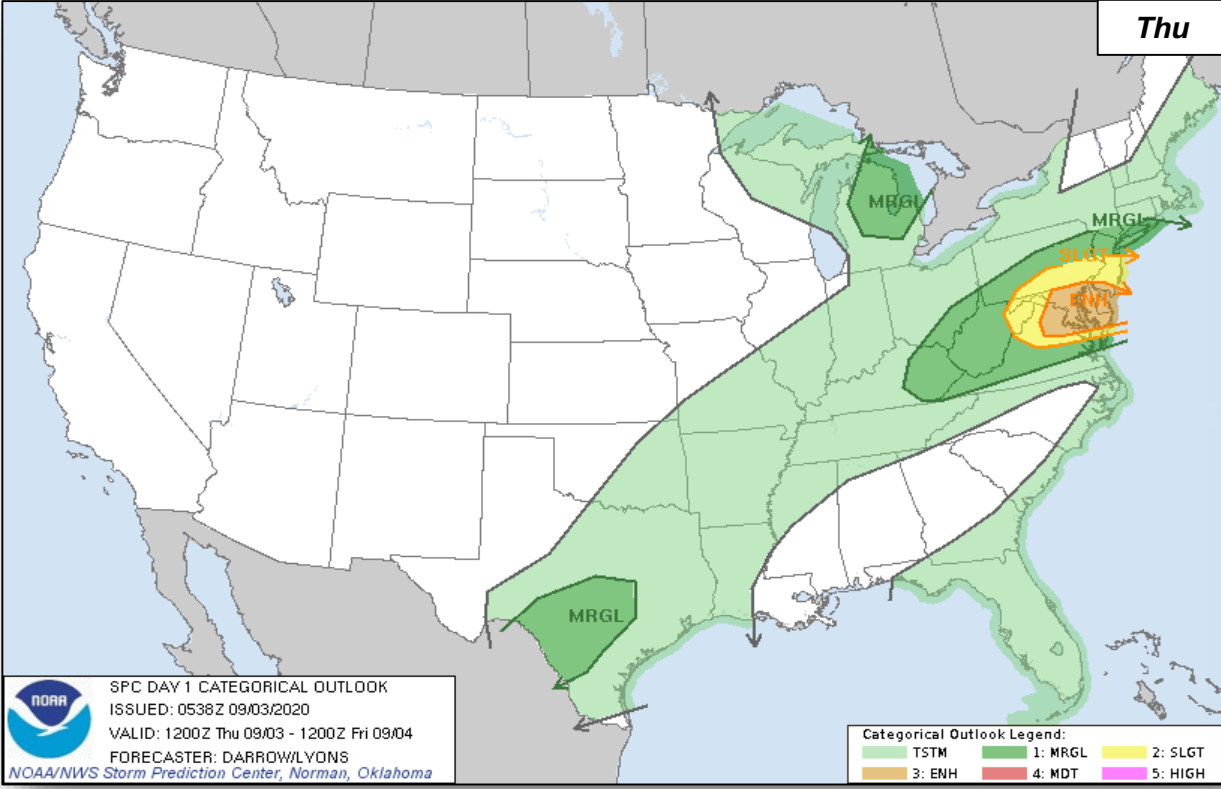 Thu
MRGL
MRGL
SLGT
ENH
MRGL
NOAA
SPC DAY 1 CATEGORICAL OUTLOOK
ISSUED: 0538Z 09/03/2020
VALID: 1200Z Thu 09/03 - 1200Z Fri 09/04
FORECASTER: DARROW/LYONS
NOAA/NWS Storm Prediction Center, Norman, Oklahoma
Categorical Outlook Legend:
TSTM 1: MRGL 2: SLGT
3: ENH 4: MDT 5: HIGH